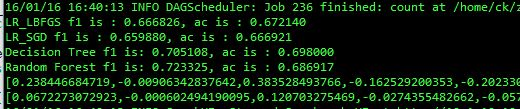 16/01/16 16:40:13 INFO DAGScheduler: Job 236 finished: count at /home/ck/z
LR_LBFGS f1 is : 0.666826, ac is : 0.672140
LR_SGD f1 is : 0.659880, ac is : 0.666921
Decision Tree f1 is : 0.705108, ac is : 0.698000
Random Forest f1 is : 0.723325, ac is : 0.686917
[0.238446684719,-0.00906342837642,0.383528493766,-0.162529200353,-0.202330
[0.0672273072923,-0.000602494190095,0.120703275469,-0.0274355482662,-0.057